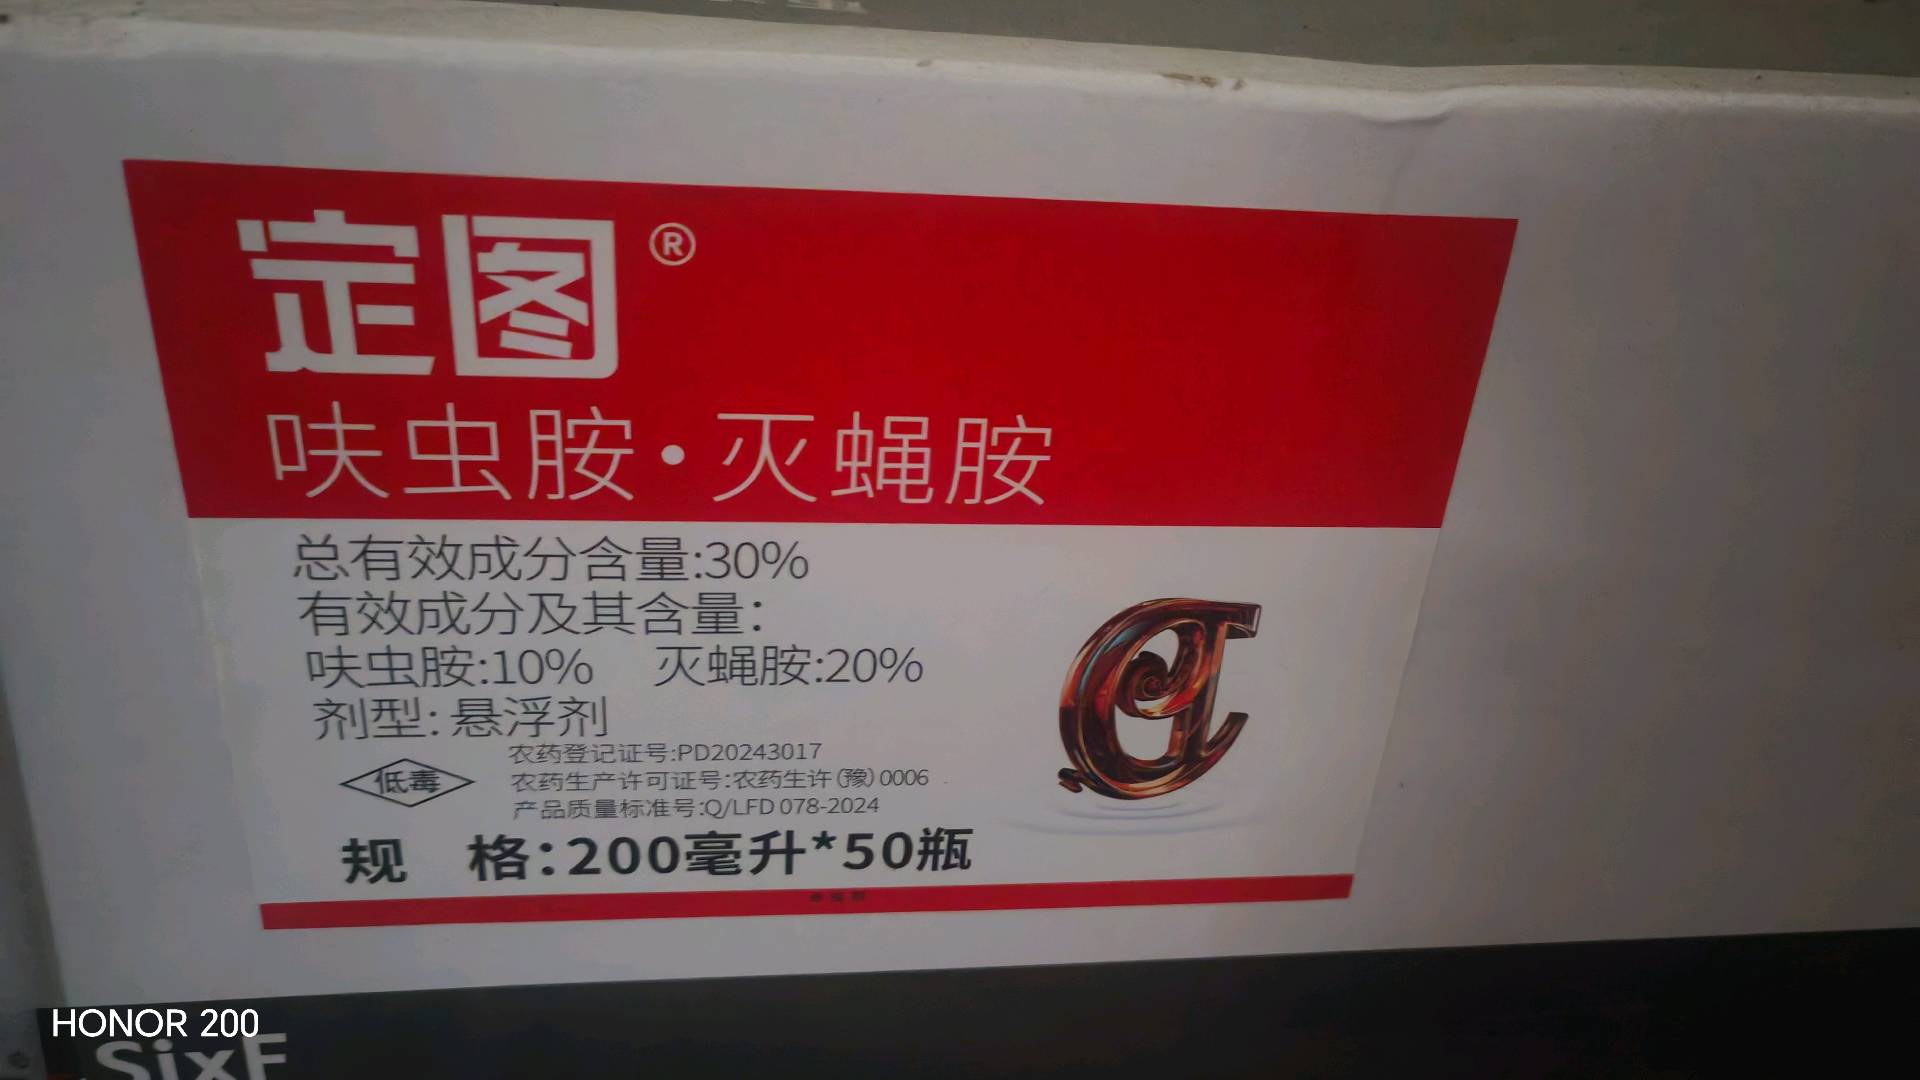 定图®
呋虫胺·灭蝇胺
总有效成分含量:30%
有效成分及其含量:
呋虫胺:10% 灭蝇胺:20%
剂型:悬浮剂
低毒
农药登记证号:PD20243017
农药生产许可证号:农药生许(豫)0006
产品质量标准号:Q/LFD 078-2024
规 格:200毫升*50瓶
HONOR 200
SixF